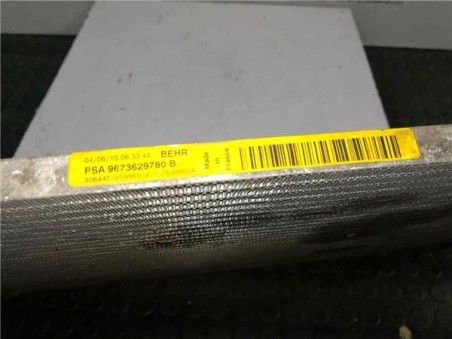 04/06/15 06:33:44 BEHR
PSA 9673629780 B
Made
in
France